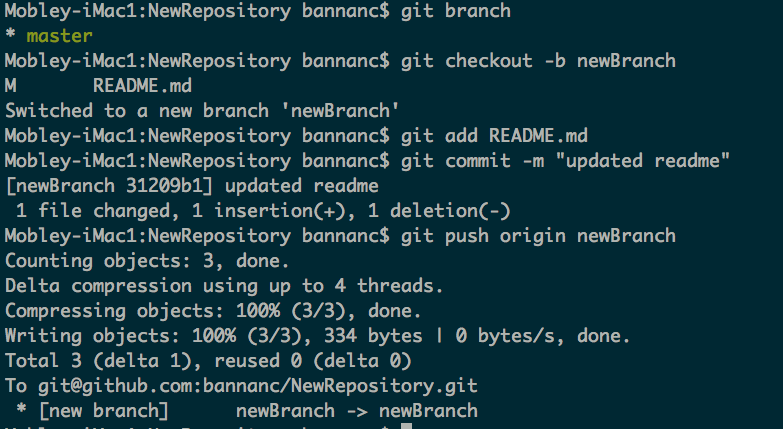 Mobley-iMac1:NewRepository bannanc$ git branch
* master
Mobley-iMac1:NewRepository bannanc$ git checkout -b newBranch
M       README.md
Switched to a new branch 'newBranch'
Mobley-iMac1:NewRepository bannanc$ git add README.md
Mobley-iMac1:NewRepository bannanc$ git commit -m "updated readme"
[newBranch 31209b1] updated readme
 1 file changed, 1 insertion(+), 1 deletion(-)
Mobley-iMac1:NewRepository bannanc$ git push origin newBranch
Counting objects: 3, done.
Delta compression using up to 4 threads.
Compressing objects: 100% (3/3), done.
Writing objects: 100% (3/3), 334 bytes | 0 bytes/s, done.
Total 3 (delta 1), reused 0 (delta 0)
To git@github.com:bannanc/NewRepository.git
 * [new branch]      newBranch -> newBranch
Mobley-iMac1:NewRepository bannanc$